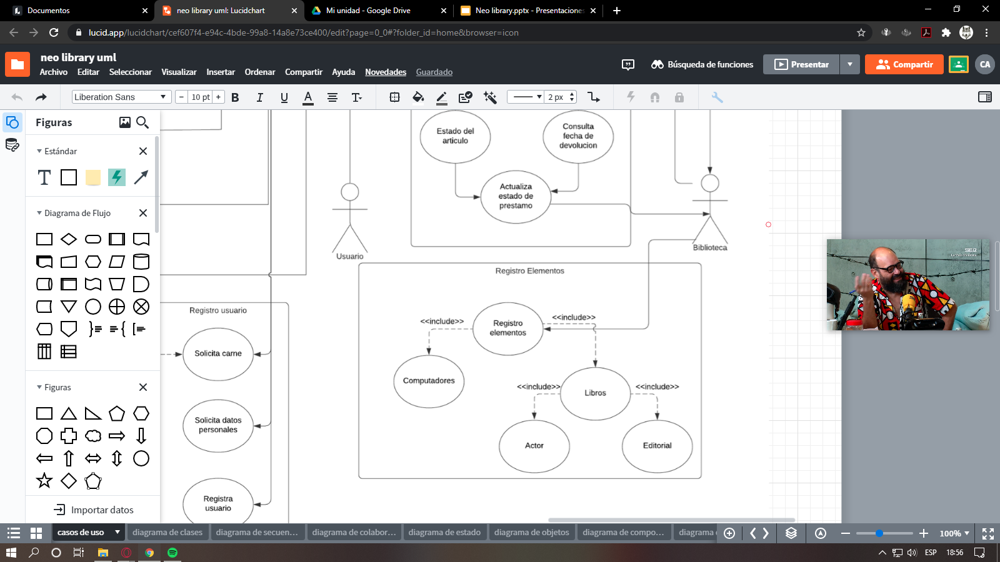 Documentos
neo library uml: Lucidchart
Mi unidad - Google Drive
Neo library.pptx - Presentaciones
lucid.app/lucidchart/cef607f4-e94c-4bde-99a8-14a8e73ce400/edit?page=0_0#?folder_id=home&browser=icon
neo library uml
Archivo Editar Seleccionar Visualizar Insertar Ordenar Compartir Ayuda Novedades Guardado
Búsqueda de funciones
Presentar
Compartir
CA
Liberation Sans
10 pt
2 px
Figuras
Estándar
Diagrama de Flujo
Figuras
Importar datos
Estado del
articulo
Consulta
fecha de
devolucion
Actualiza
estado de
prestamo
Usuario
Biblioteca
Registro Elementos
Registro
elementos
<<include>>
<<include>>
Computadores
Libros
<<include>>
<<include>>
Actor
Editorial
Registro usuario
Solicita carne
Solicita datos
personales
Registra
usuario
SER
La Vida Moderna
casos de uso
diagrama de clases
diagrama de secuen...
diagrama de colabor...
diagrama de estado
diagrama de objetos
diagrama de compo...
diagrama
100%
ESP
18:56